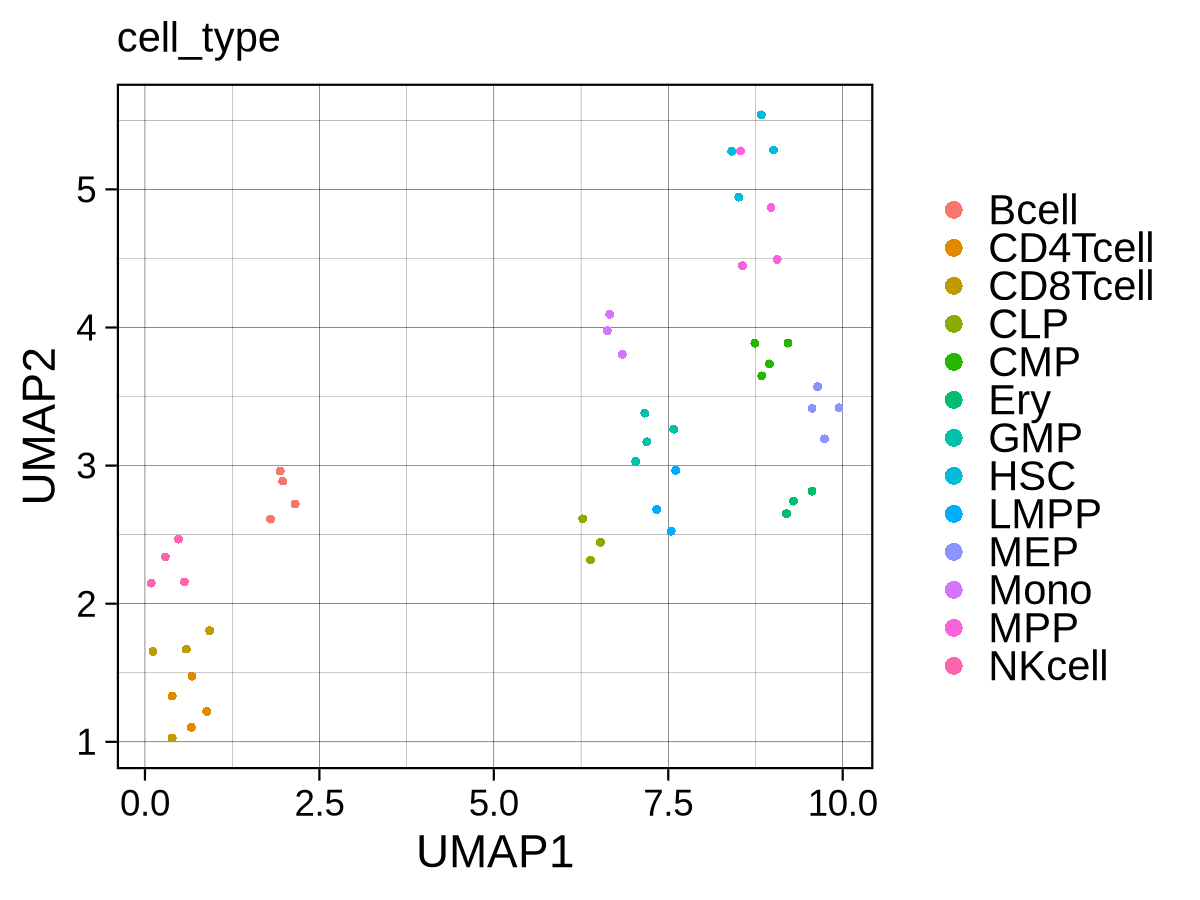 cell_type
5
4
3
2
1
UMAP2
0.0 2.5 5.0 7.5 10.0
UMAP1
Bcell
CD4Tcell
CD8Tcell
CLP
CMP
Ery
GMP
HSC
LMPP
MEP
Mono
MPP
NKcell